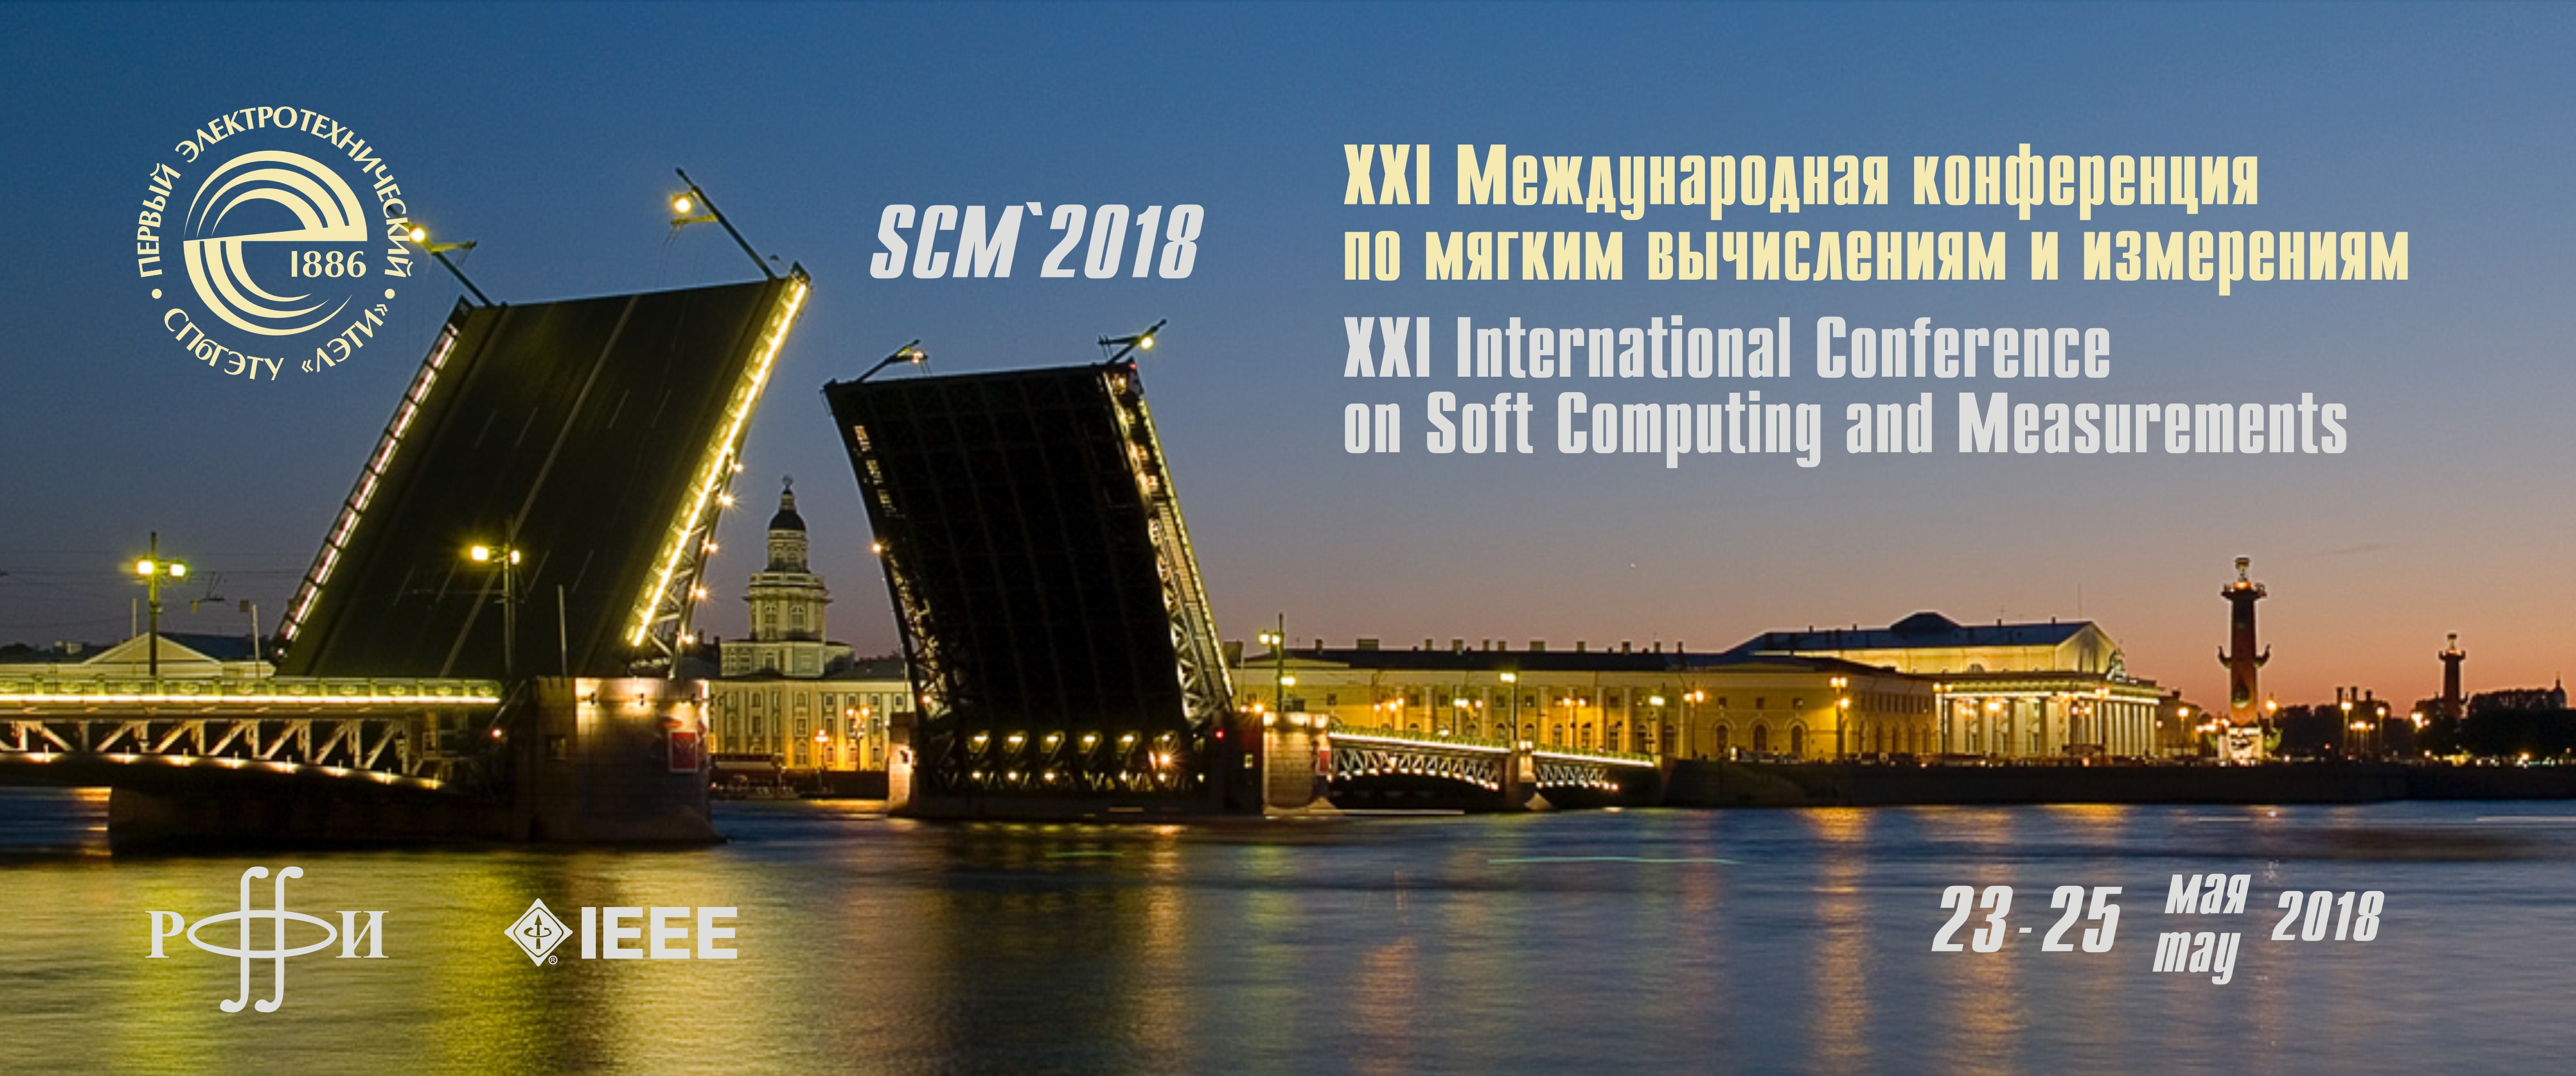 ПЕРВЫЙ ЭЛЕКТРОТЕХНИЧЕСКИЙ
1886
• СПбГЭТУ «ЛЭТИ» •
SCM`2018
XXI Международная конференция
по мягким вычислениям и измерениям
XXI International Conference
on Soft Computing and Measurements
РФФИ
IEEE
®
23-25 мая 2018
may